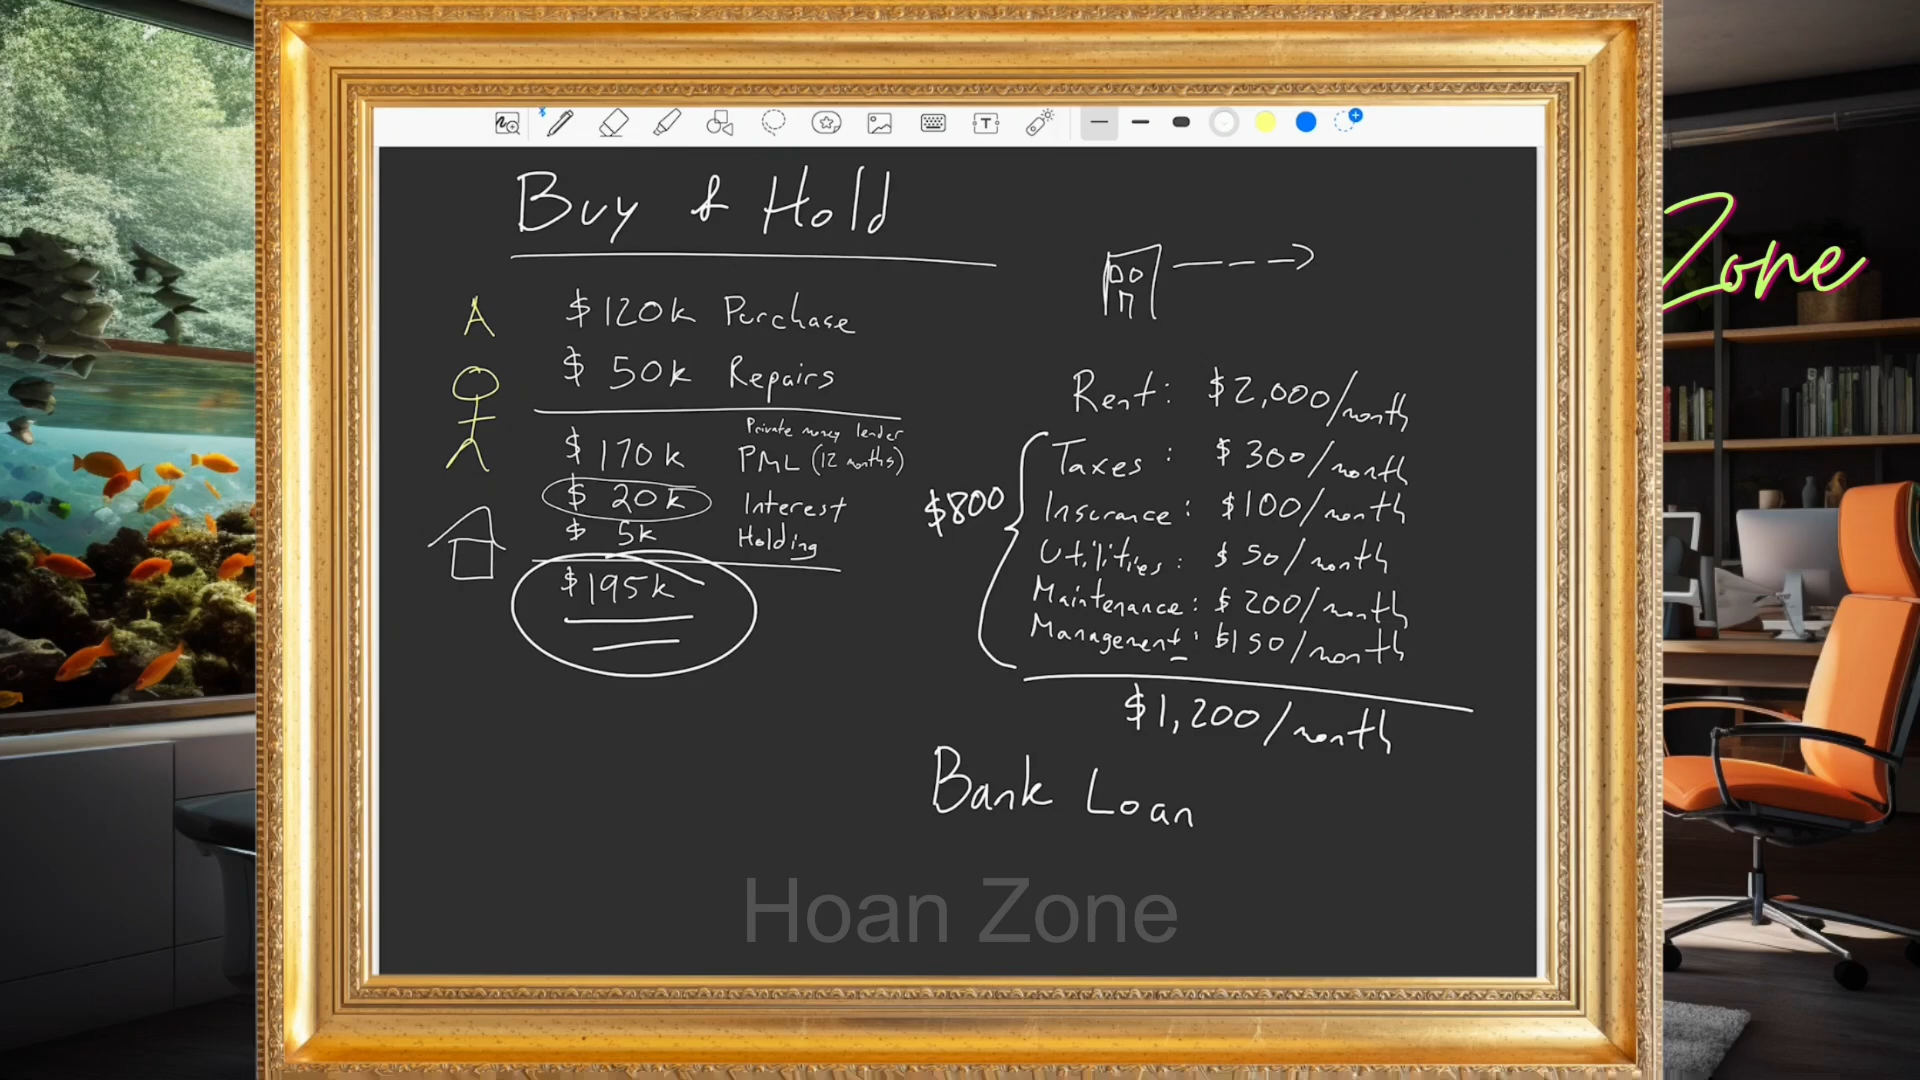 Buy & Hold
A
$120k Purchase
$ 50k Repairs
Private money lender
$170k PML (12 months)
$ 20k Interest
$ 5k Holding
$195k
Rent: $2,000/month
Taxes: $300/month
Insurance: $100/month
$800
Utilities: $50/month
Maintenance: $200/month
Management: $150/month
$1,200/month
Bank Loan
Hoan Zone
Zone